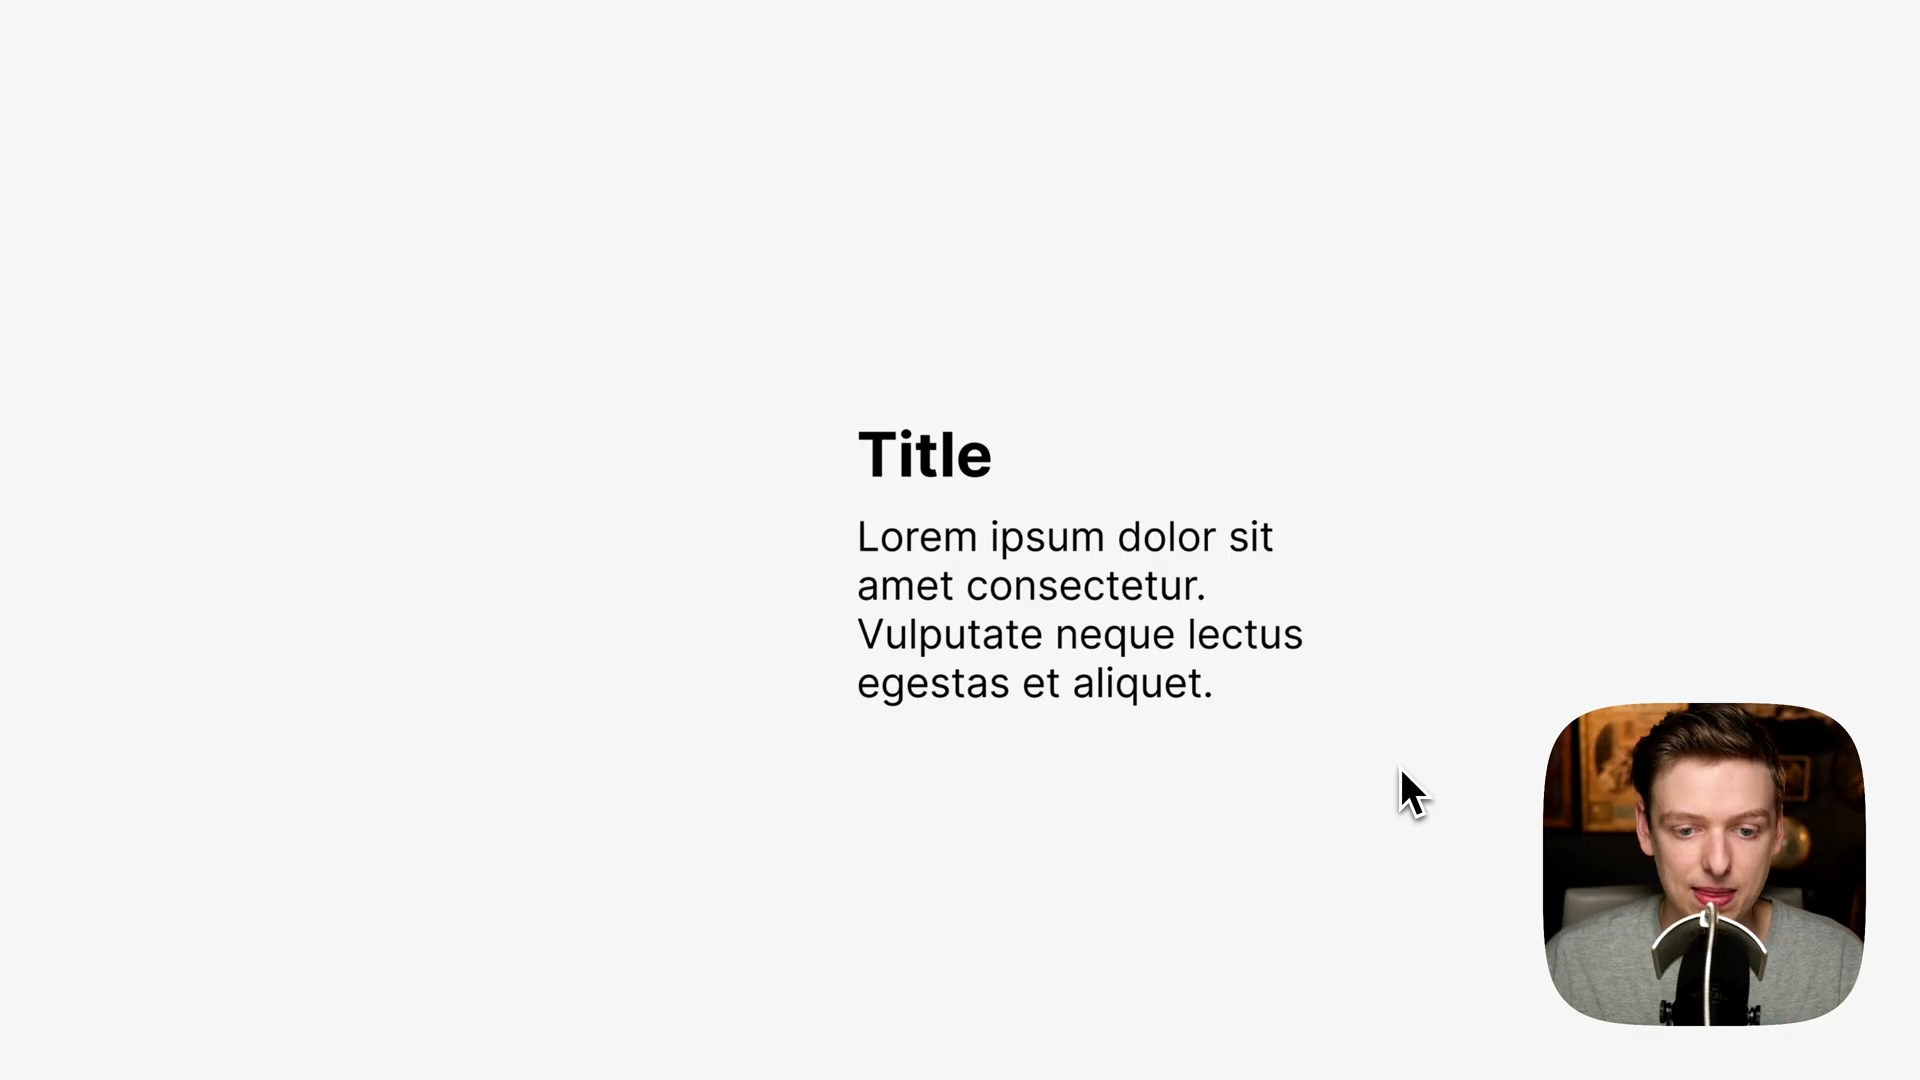 Title
Lorem ipsum dolor sit
amet consectetur.
Vulputate neque lectus
egestas et aliquet.